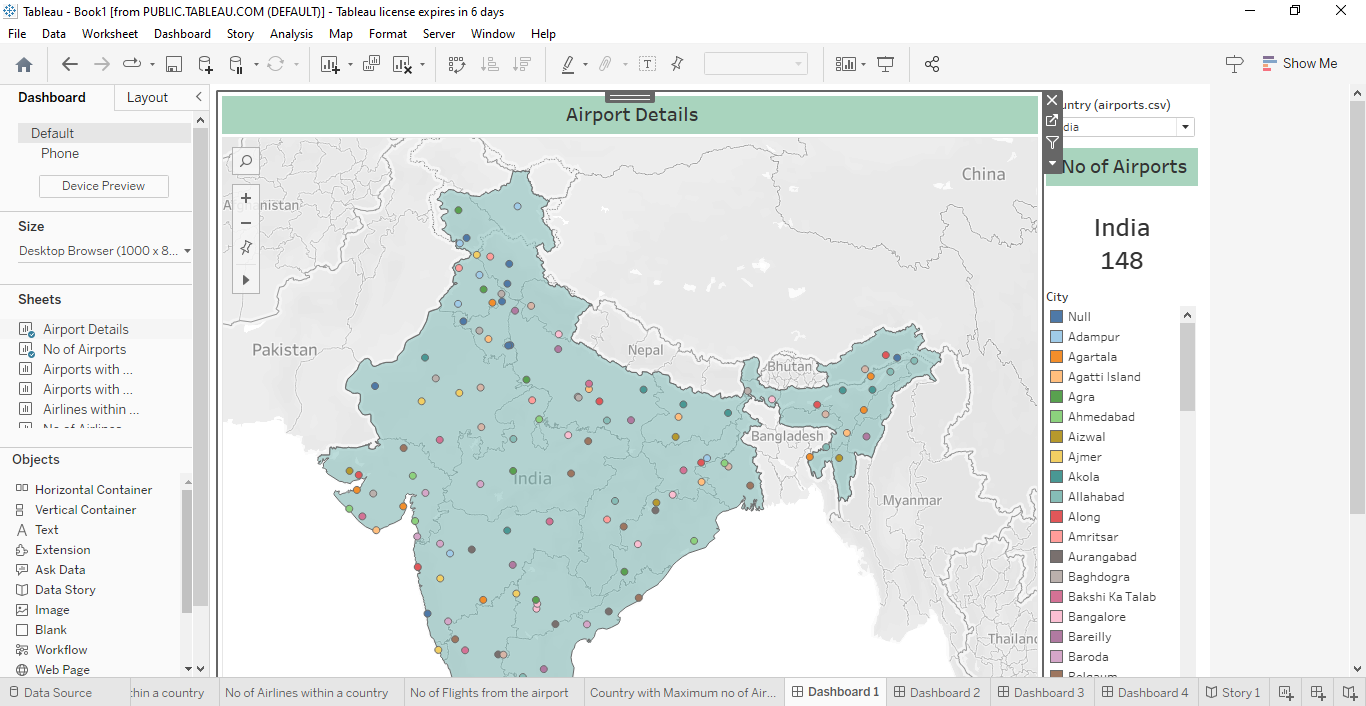 Tableau - Book1 [from PUBLIC.TABLEAU.COM (DEFAULT)] - Tableau license expires in 6 days
File Data Worksheet Dashboard Story Analysis Map Format Server Window Help
Show Me
Dashboard Layout
Default
Phone
Device Preview
Size
Desktop Browser (1000 x 8...
Sheets
Airport Details
No of Airports
Airports with ...
Airports with ...
Airlines within ...
No of Airlines
Objects
Horizontal Container
Vertical Container
Text
Extension
Ask Data
Data Story
Image
Blank
Workflow
Web Page
Airport Details
China
Pakistan
Nepal
Bhutan
Bangladesh
India
Myanmar
Thailand
untry (airports.csv)
dia
No of Airports
India
148
City
Null
Adampur
Agartala
Agatti Island
Agra
Ahmedabad
Aizwal
Ajmer
Akola
Allahabad
Along
Amritsar
Aurangabad
Baghdogra
Bakshi Ka Talab
Bangalore
Bareilly
Baroda
Belgaum
Data Source
thin a country
No of Airlines within a country
No of Flights from the airport
Country with Maximum no of Air...
Dashboard 1
Dashboard 2
Dashboard 3
Dashboard 4
Story 1